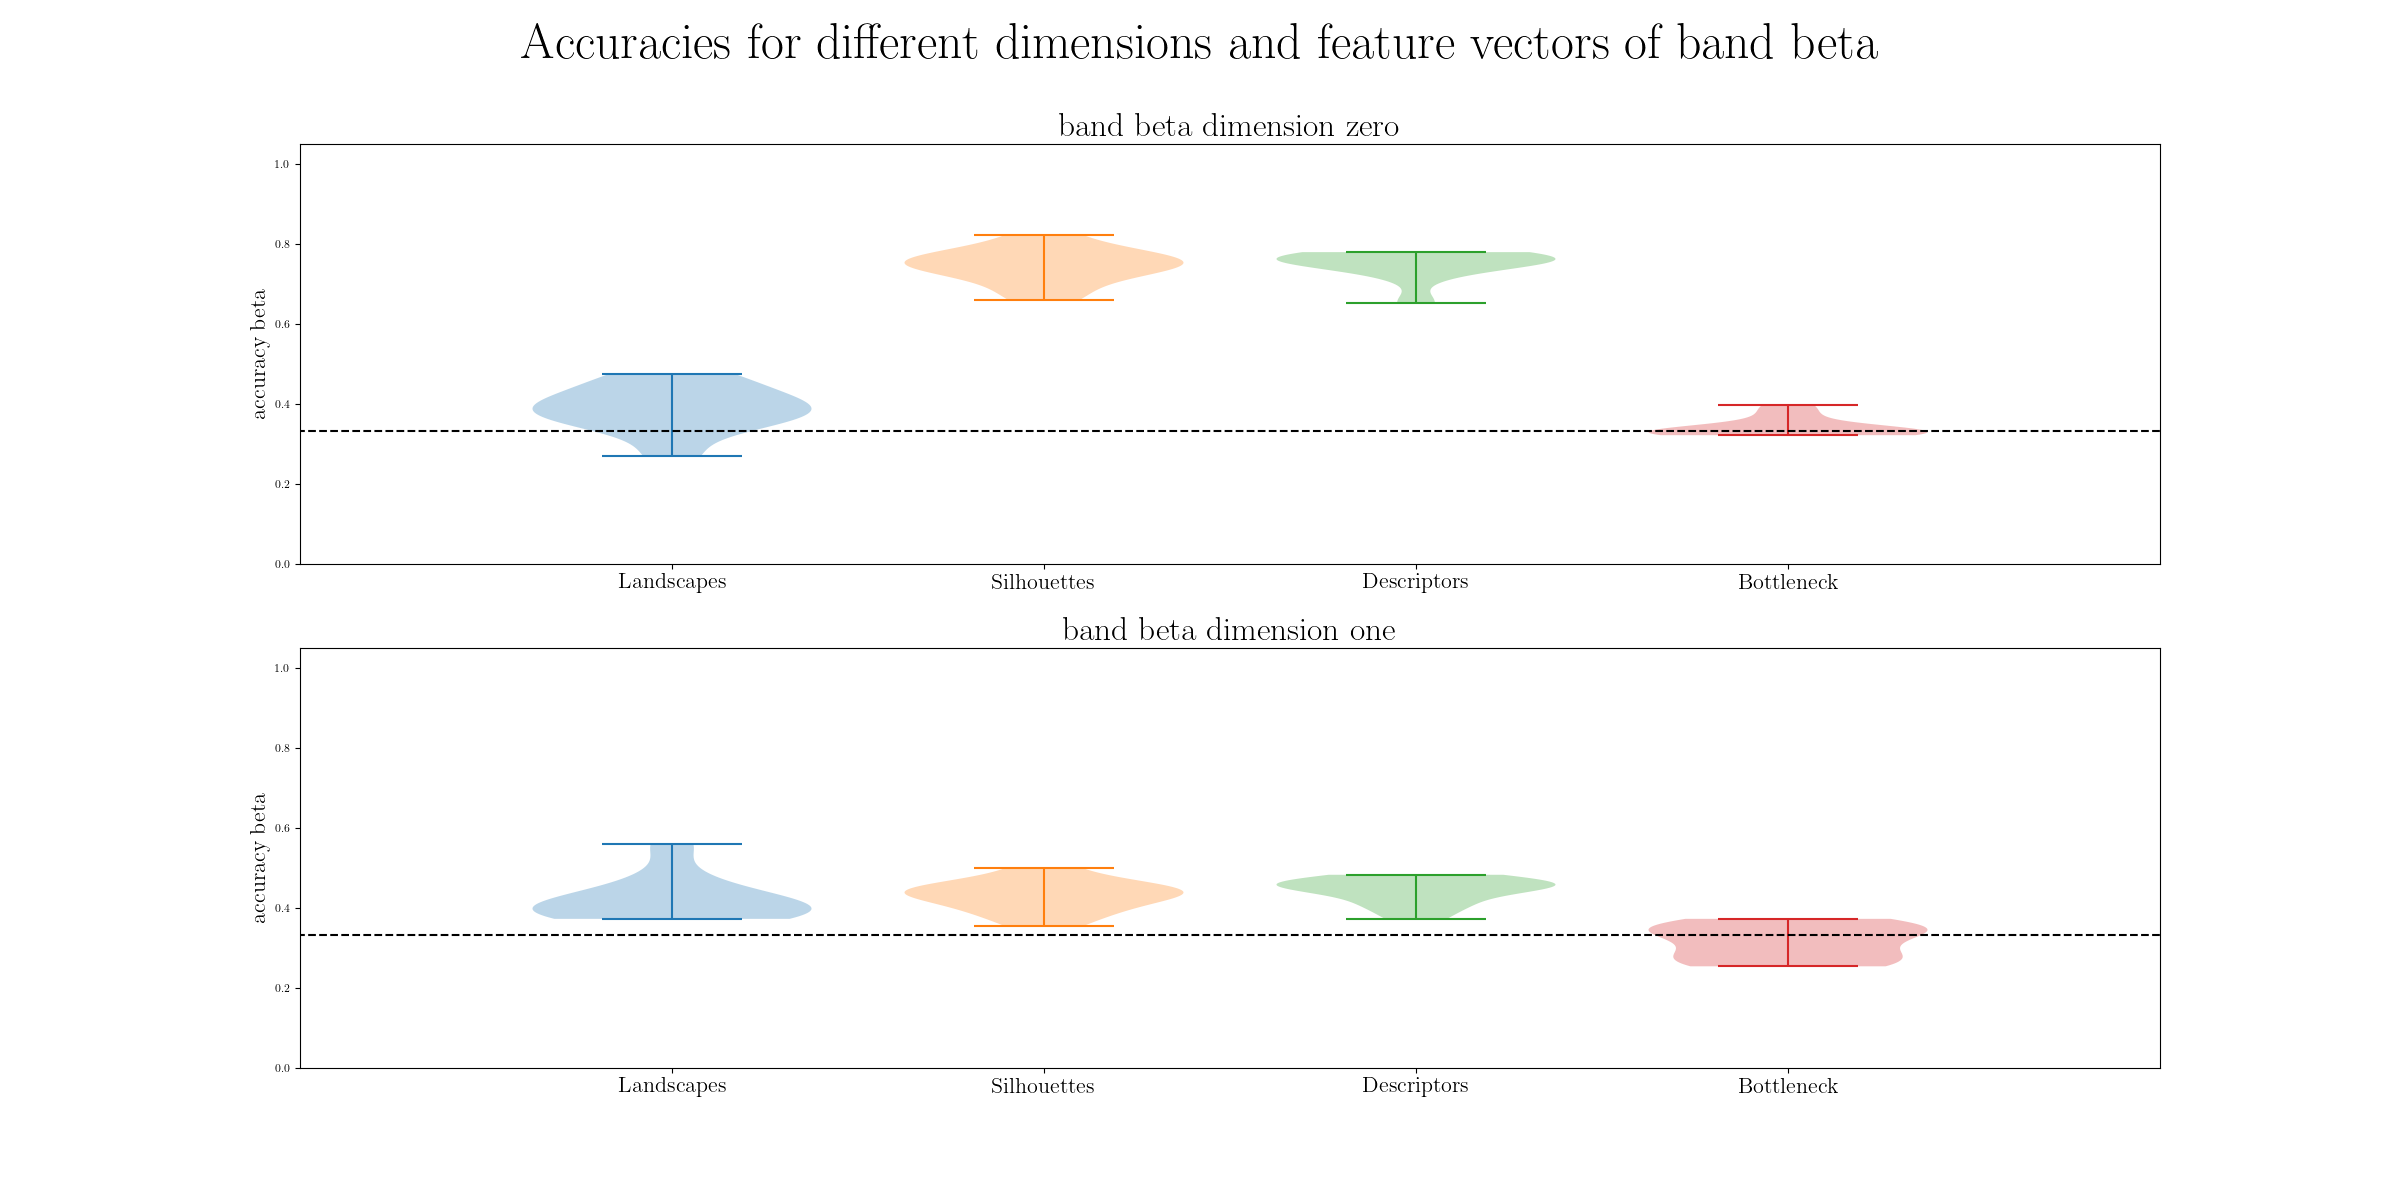 Accuracies for different dimensions and feature vectors of band beta
band beta dimension zero
1.0
0.8
0.6
0.4
0.2
0.0
accuracy beta
Landscapes Silhouettes Descriptors Bottleneck
band beta dimension one
1.0
0.8
0.6
0.4
0.2
0.0
accuracy beta
Landscapes Silhouettes Descriptors Bottleneck